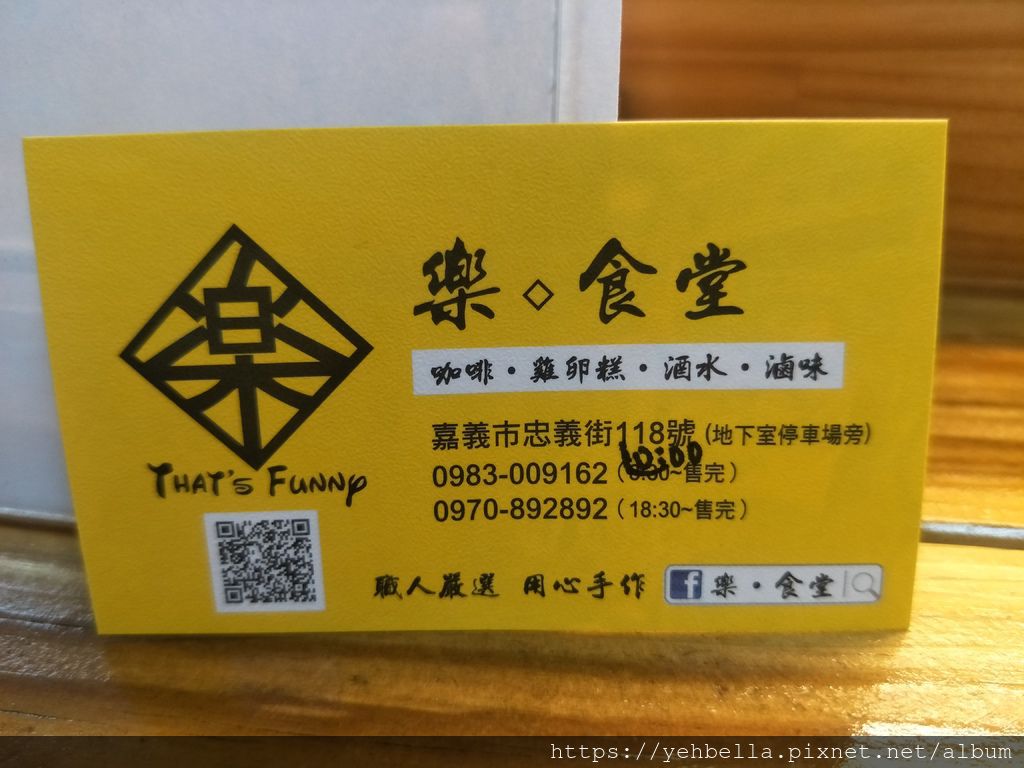 樂
THAT'S FUNNY
樂◇食堂
咖啡・雞卵糕・酒水・滷味
嘉義市忠義街118號(地下室停車場旁)
0983-009162(10:00~售完)
0970-892892(18:30~售完)
職人嚴選 用心手作
f 樂・食堂
https://yehbella.pixnet.net/album